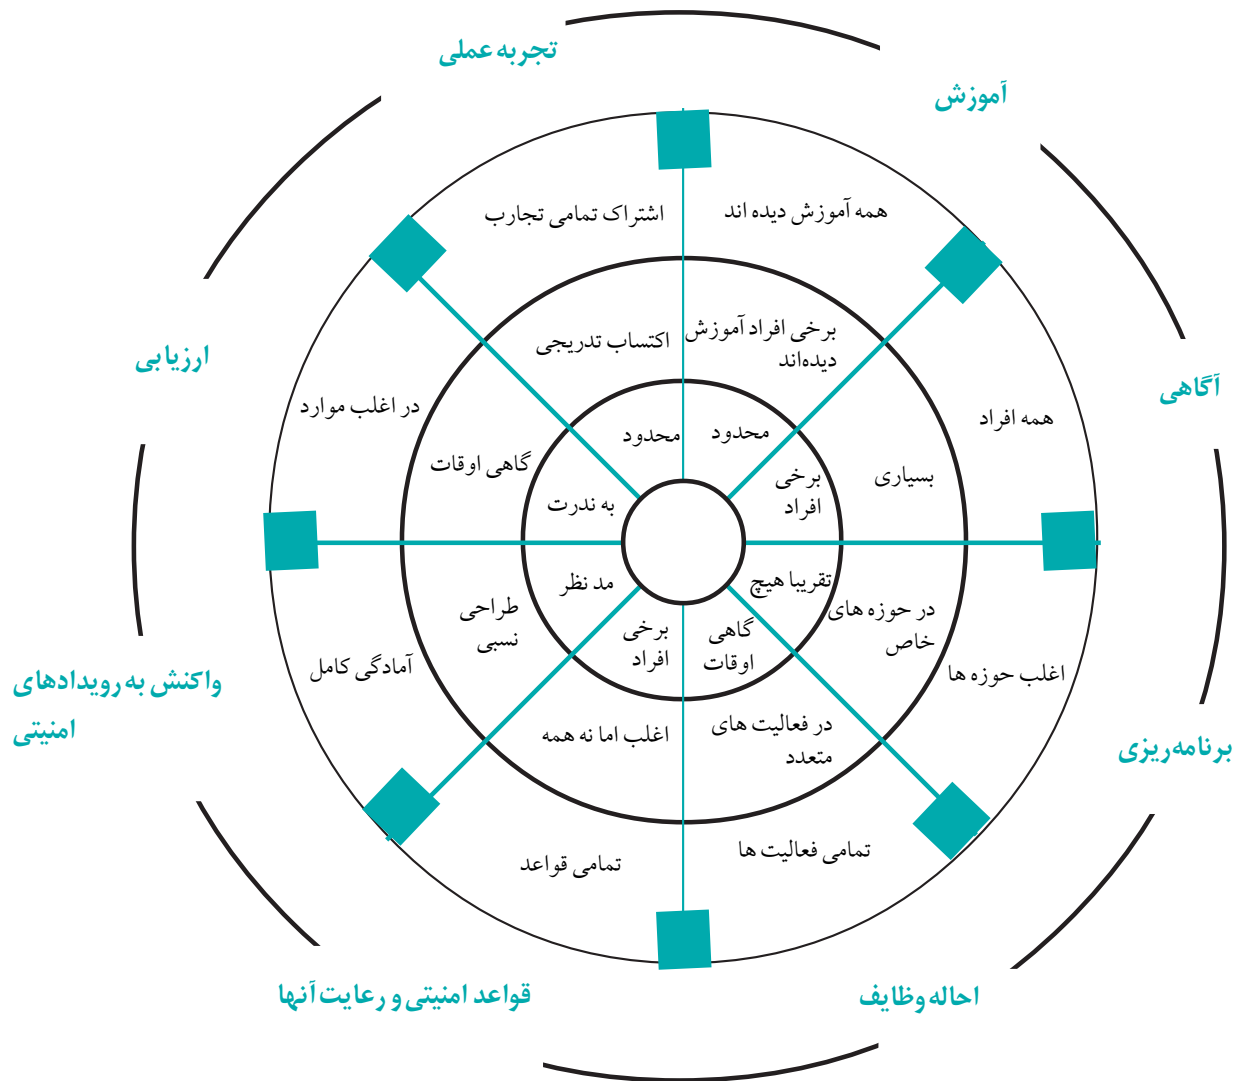 تجربه عملی
آموزش
همه آموزش دیده اند
اشتراک تمامی تجارب
برخی افراد آموزش
دیده‌اند
اکتساب تدریجی
ارزیابی
آگاهی
در اغلب موارد
همه افراد
محدود
محدود
گاهی اوقات
بسیاری
برخی
افراد
به ندرت
تقریبا هیچ
مد نظر
در حوزه های
خاص
طراحی
نسبی
گاهی
اوقات
برخی
افراد
آمادگی کامل
اغلب حوزه ها
واکنش به رویدادهای
امنیتی
در فعالیت های
متعدد
اغلب اما نه همه
برنامه‌ریزی
تمامی فعالیت ها
تمامی قواعد
احاله وظایف
قواعد امنیتی و رعایت آنها